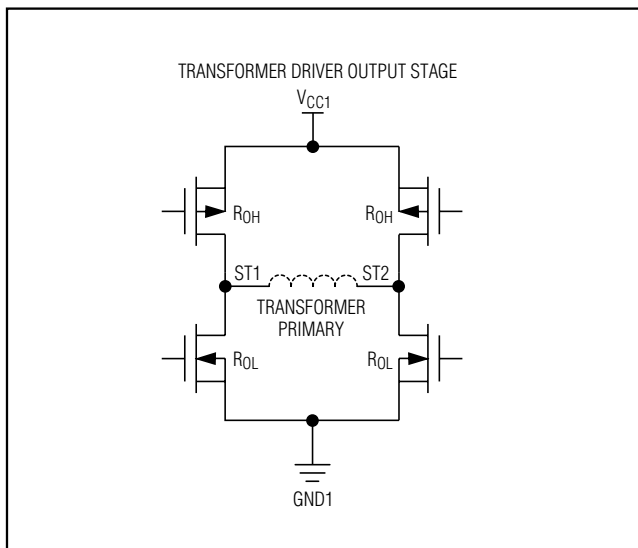 TRANSFORMER DRIVER OUTPUT STAGE
VCC1
ROH
ROH
ST1
ST2
TRANSFORMER
PRIMARY
ROL
ROL
GND1